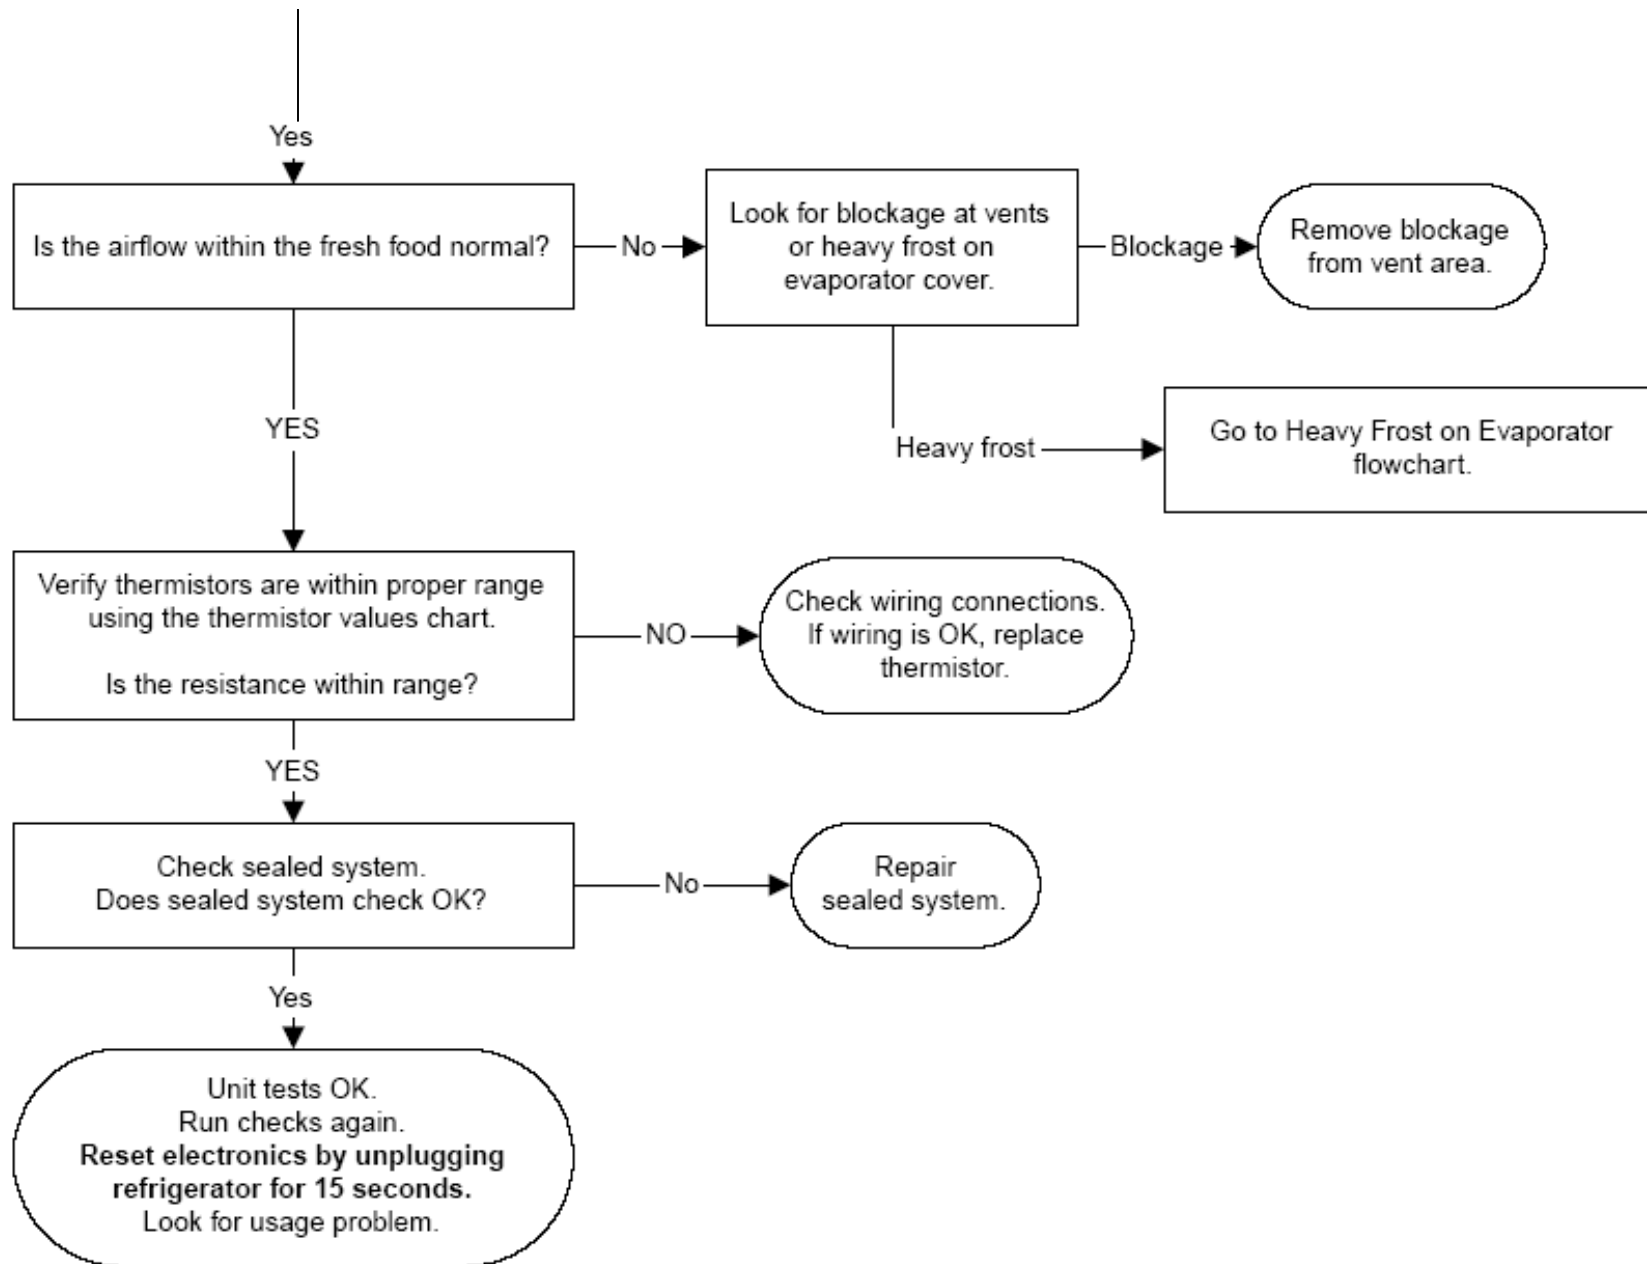 Yes
Is the airflow within the fresh food normal?
No
Look for blockage at vents
or heavy frost on
evaporator cover.
Blockage
Remove blockage
from vent area.
YES
Heavy frost
Go to Heavy Frost on Evaporator
flowchart.
Verify thermistors are within proper range
using the thermistor values chart.
Is the resistance within range?
NO
Check wiring connections.
If wiring is OK, replace
thermistor.
YES
Check sealed system.
Does sealed system check OK?
No
Repair
sealed system.
Yes
Unit tests OK.
Run checks again.
Reset electronics by unplugging
refrigerator for 15 seconds.
Look for usage problem.